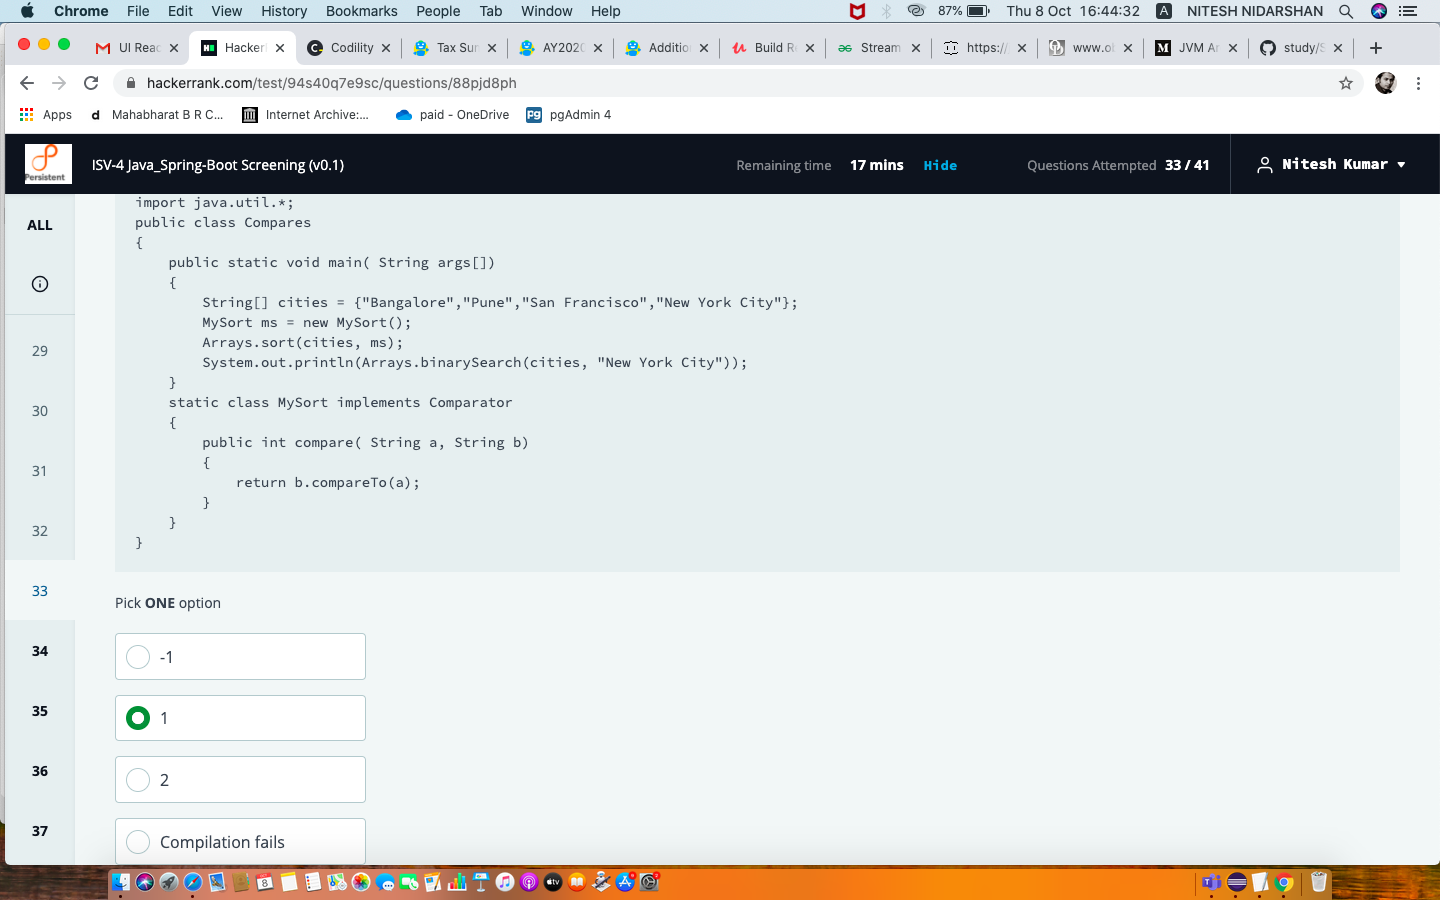 Chrome File Edit View History Bookmarks People Tab Window Help 87% Thu 8 Oct 16:44:32 A NITESH NIDARSHAN
M UI Reac × H Hacker × C Codility × Tax Su × AY202 × Additio × Build R × Stream × https:// × www.o × M JVM Ar × study/S × +
hackerrank.com/test/94s40q7e9sc/questions/88pjd8ph
Apps d Mahabharat B R C... Internet Archive:... paid - OneDrive pg pgAdmin 4
Persistent ISV-4 Java_Spring-Boot Screening (v0.1) Remaining time 17 mins Hide Questions Attempted 33 / 41 Nitesh Kumar
ALL
29
30
31
32
33
34
35
36
37
import java.util.*;
public class Compares
{
public static void main( String args[])
{
String[] cities = {"Bangalore","Pune","San Francisco","New York City"};
MySort ms = new MySort();
Arrays.sort(cities, ms);
System.out.println(Arrays.binarySearch(cities, "New York City"));
}
static class MySort implements Comparator
{
public int compare( String a, String b)
{
return b.compareTo(a);
}
}
}
Pick ONE option
-1
1
2
Compilation fails
8
tv